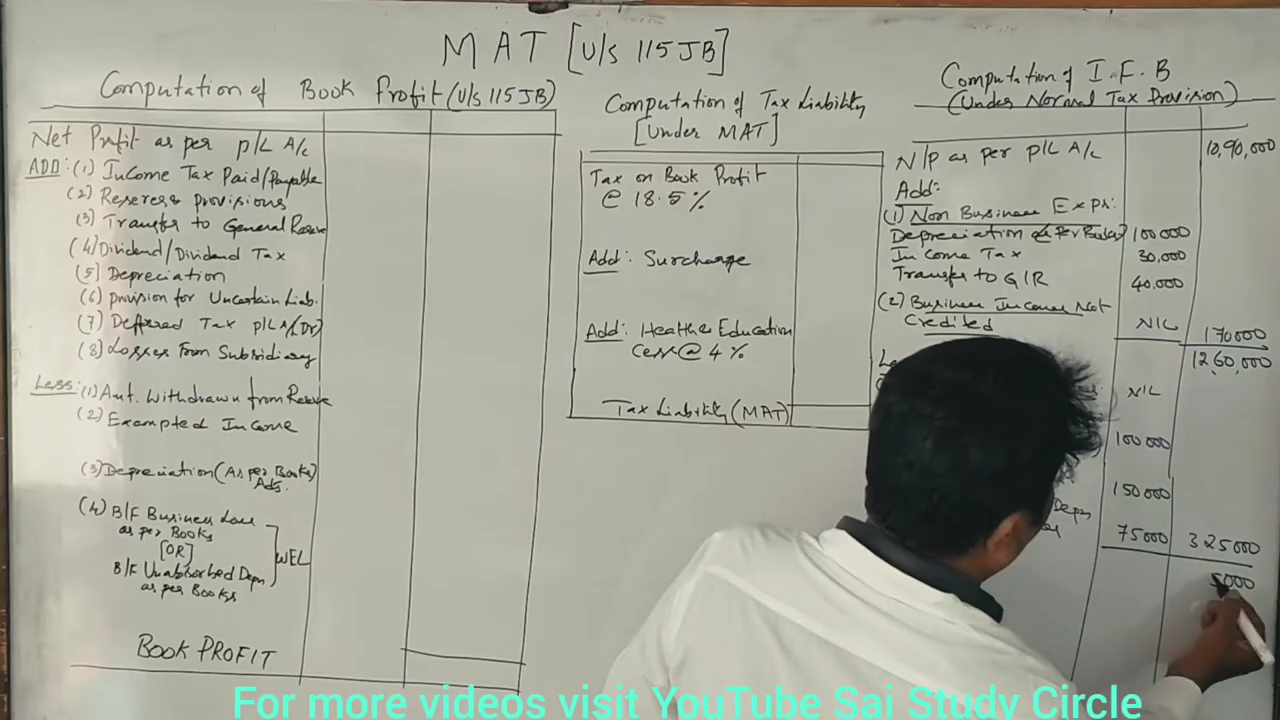 MAT [U/s 115JB]
Computation of Book Profit (U/s 115JB)
Net Profit as per P/L A/c
ADD: (1) Income Tax Paid/Payable
(2) Reserves provisions
(3) Transfer to General Reserve
(4) Dividend/Dividend Tax
(5) Depreciation
(6) provision for Uncertain Liab.
(7) Deffered Tax P/L A/c(Dr)
(8) Losses From Subsidiary
Less: (1) Amt. Withdrawn from Reserve
(2) Exempted Income
(3) Depreciation (As per Books)
Ads.
(4) B/F Business Loss
as per Books
[OR]
B/F Unabsorbed Depn
as per Books
WEL
BOOK PROFIT
Computation of Tax Liability
[Under MAT]
Tax on Book Profit
@ 18.5%
Add: Surcharge
Add: Health & Education
Cess @ 4%
Tax Liability (MAT)
Computation of I.F.B
(Under Normal Tax Provision)
N/P as per P/L A/c 10,90,000
Add:
(1) Non Business Exps:
Depreciation as Per Books 100000
Income Tax 30,000
Transfer to G/R 40,000
(2) Business Income Not
Credited NIL 170000
1260,000
NIL
100000
150000
Depn
75000 325000
5000
For more videos visit YouTube Sai Study Circle